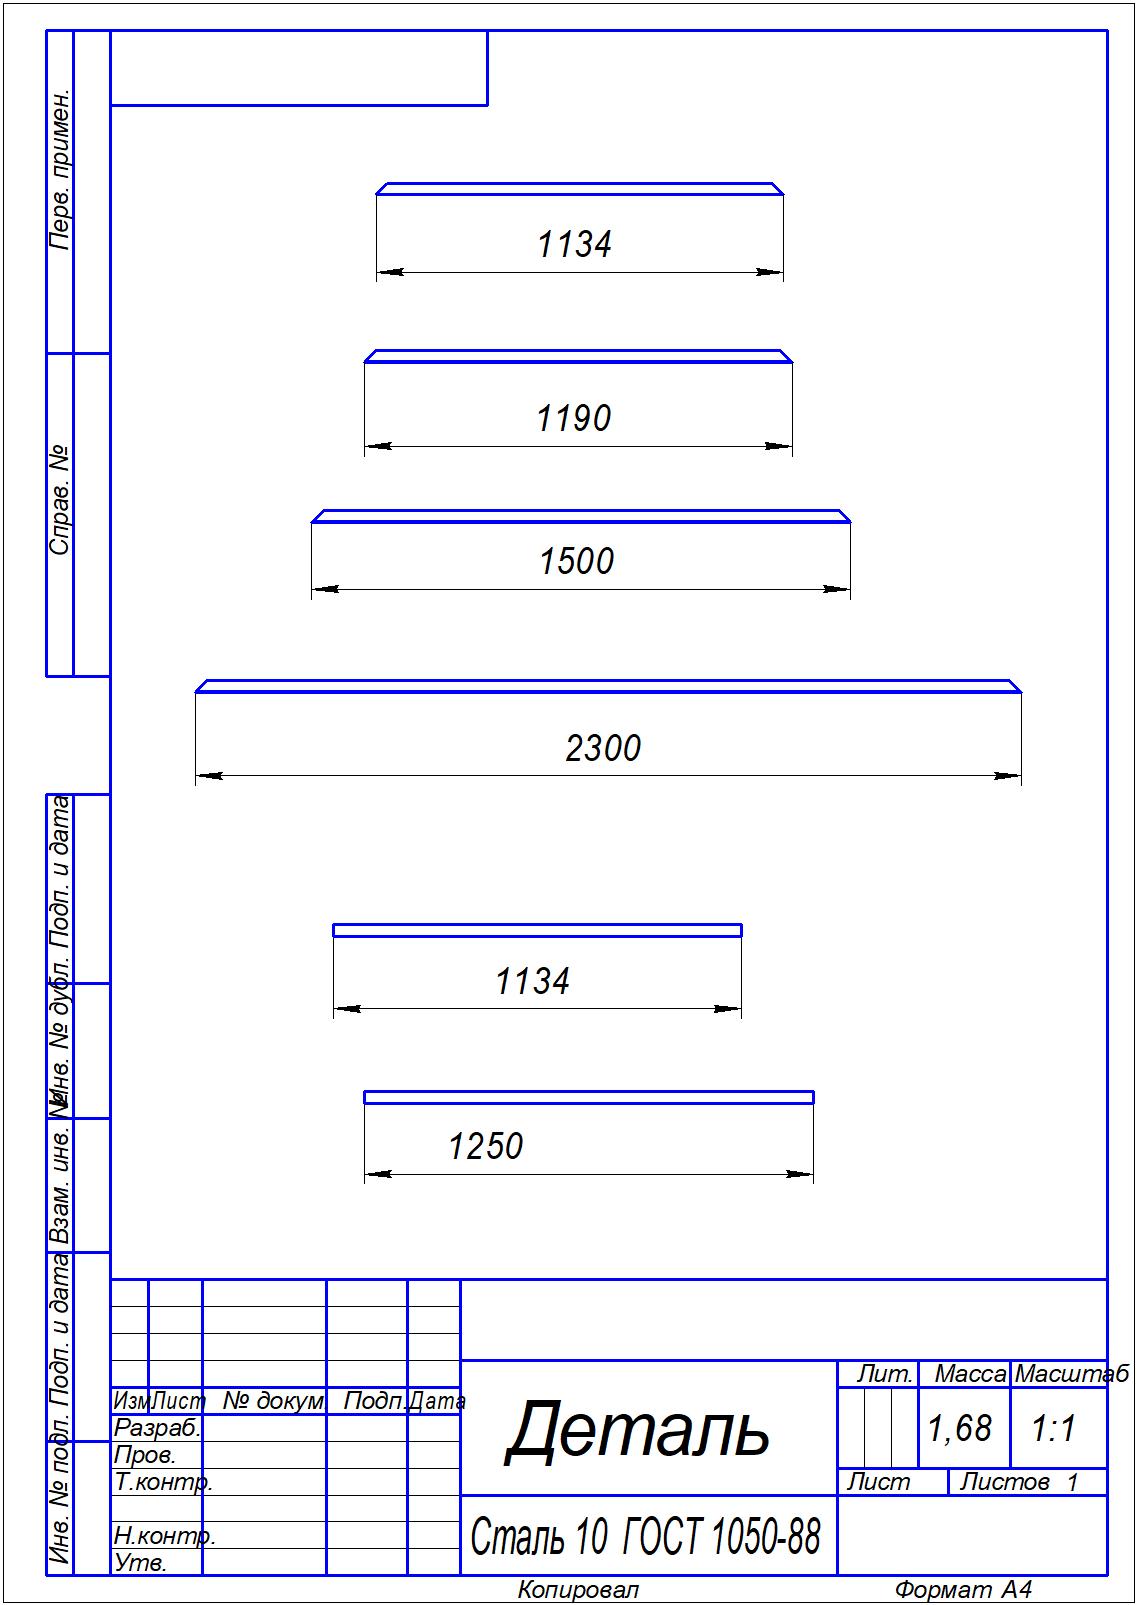 Перв. примен.
Справ. №
Подп. и дата
Инв. № дубл.
Взам. инв. №
Подп. и дата
Инв. № подл.
1134
1190
1500
2300
1134
1250
Изм Лист № докум. Подп. Дата
Разраб.
Пров.
Т.контр.
Н.контр.
Утв.
Деталь
Сталь 10 ГОСТ 1050-88
Лит. Масса Масштаб
1,68 1:1
Лист Листов 1
Копировал Формат А4